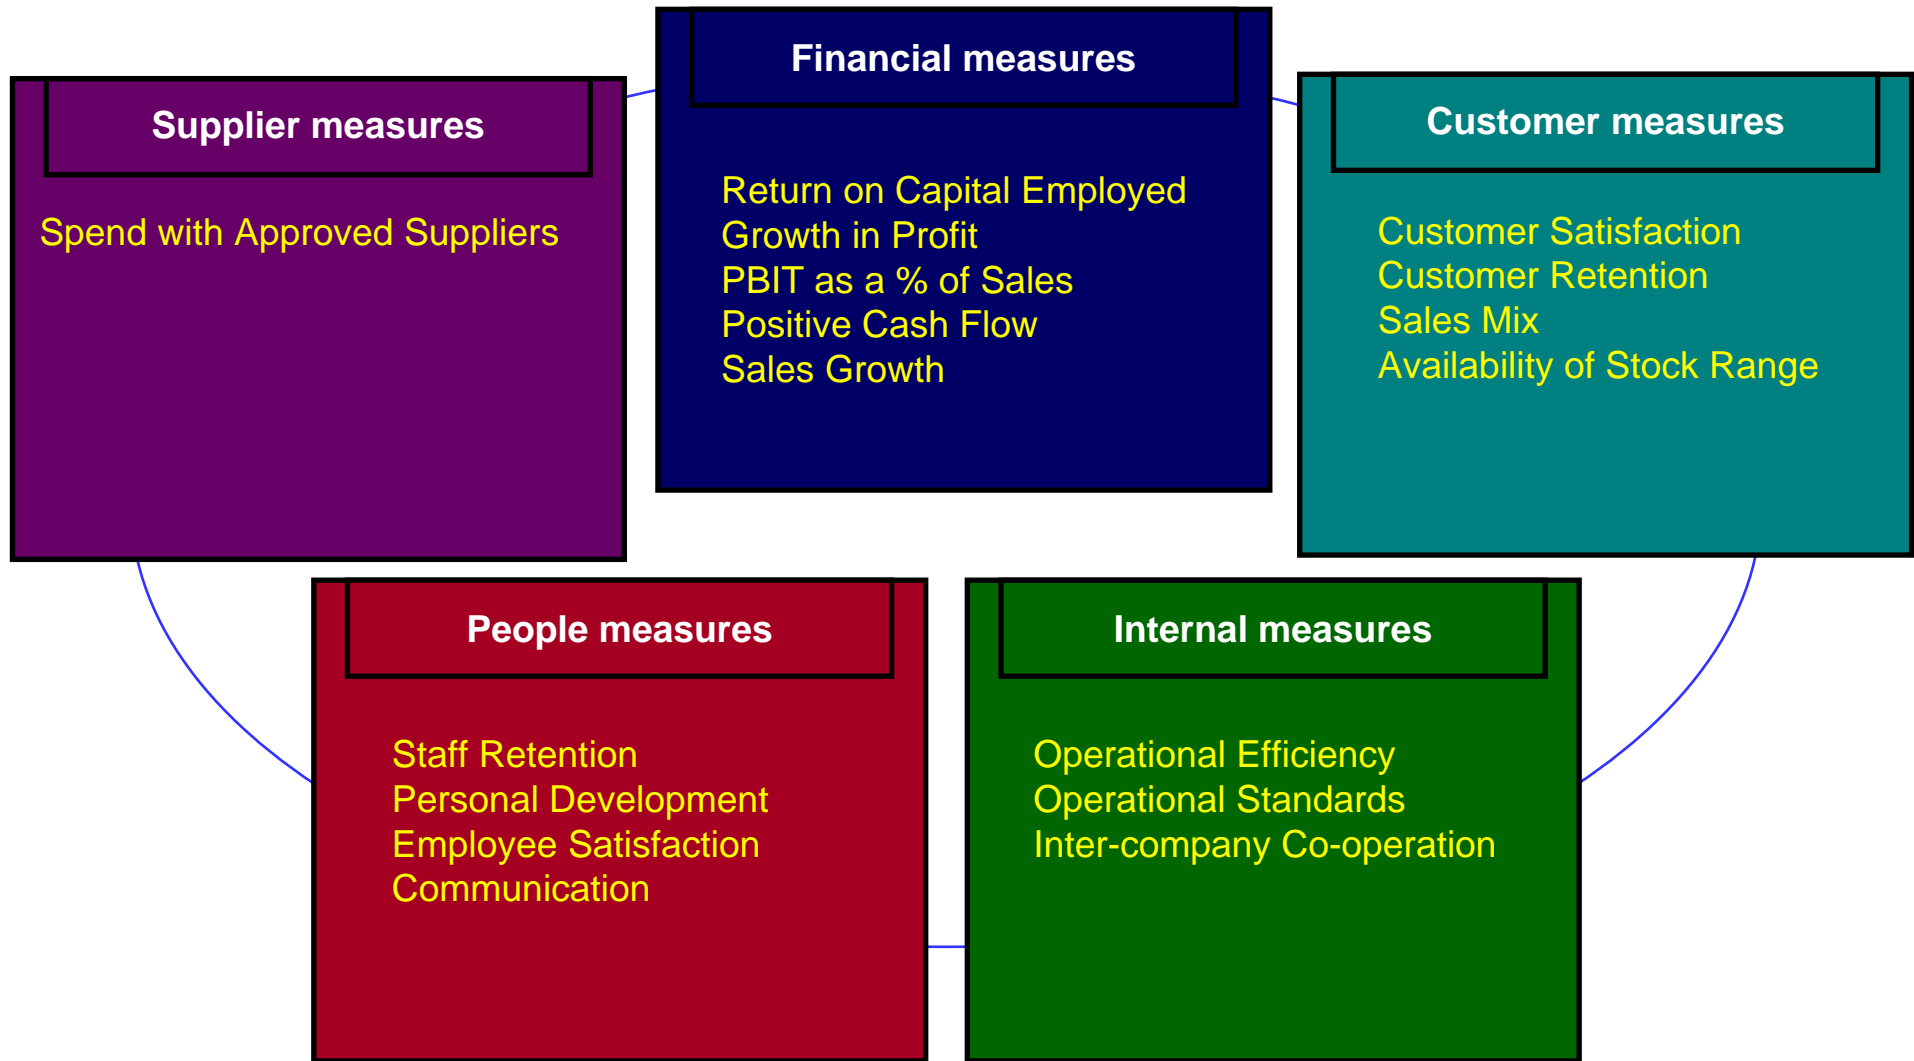 Supplier measures
Spend with Approved Suppliers
Financial measures
Return on Capital Employed
Growth in Profit
PBIT as a % of Sales
Positive Cash Flow
Sales Growth
Customer measures
Customer Satisfaction
Customer Retention
Sales Mix
Availability of Stock Range
People measures
Staff Retention
Personal Development
Employee Satisfaction
Communication
Internal measures
Operational Efficiency
Operational Standards
Inter-company Co-operation